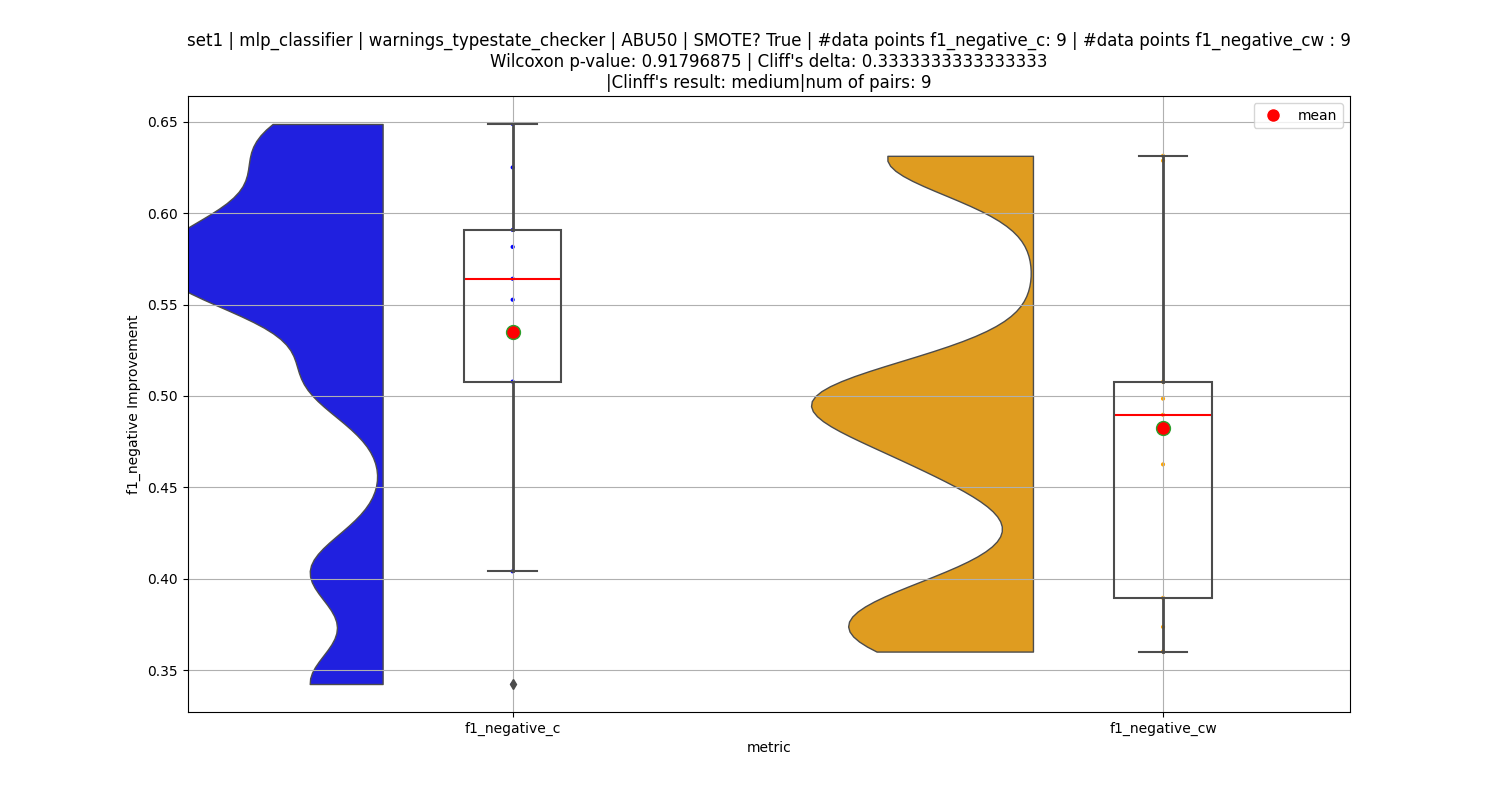 set1 | mlp_classifier | warnings_typestate_checker | ABU50 | SMOTE? True | #data points f1_negative_c: 9 | #data points f1_negative_cw : 9
Wilcoxon p-value: 0.91796875 | Cliff's delta: 0.3333333333333333
|Clinff's result: medium|num of pairs: 9
mean
0.65
0.60
0.55
0.50
0.45
0.40
0.35
f1_negative Improvement
f1_negative_c
f1_negative_cw
metric